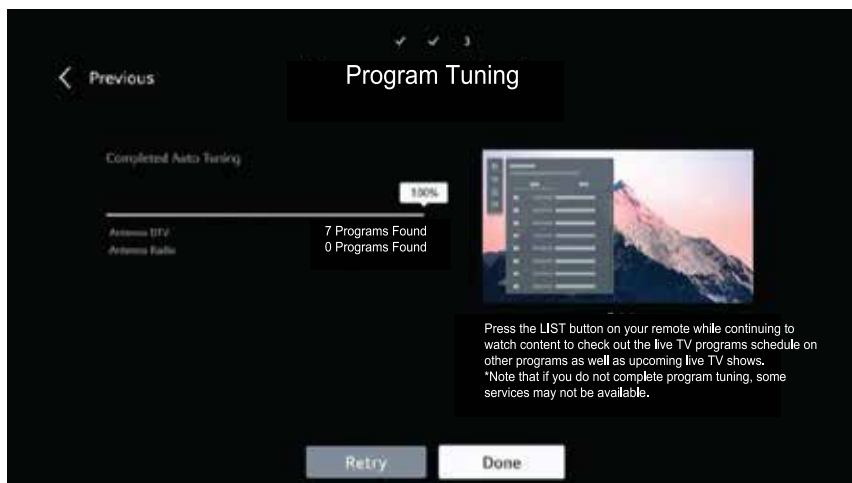 3
Previous
Program Tuning
Completed Auto Tuning
100%
Antenna DTV 7 Programs Found
Antenna Radio 0 Programs Found
Press the LIST button on your remote while continuing to
watch content to check out the live TV programs schedule on
other programs as well as upcoming live TV shows.
*Note that if you do not complete program tuning, some
services may not be available.
Retry
Done